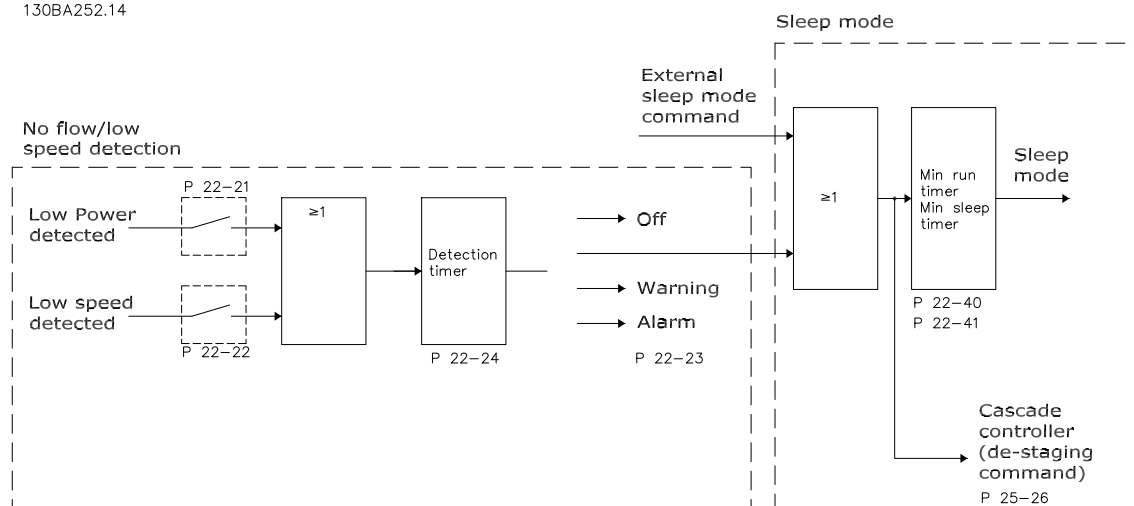 130BA252.14
Sleep mode
External
sleep mode
command
No flow/low
speed detection
P 22-21
Low Power
detected
≥1
Detection
timer
Off
≥1
Min run
timer
Min sleep
timer
Sleep
mode
Low speed
detected
Warning
Alarm
P 22-22
P 22-24
P 22-23
P 22-40
P 22-41
Cascade
controller
(de-staging
command)
P 25-26